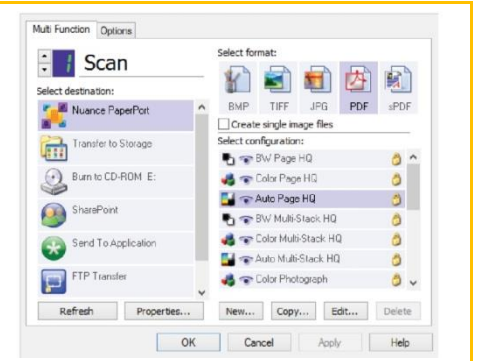 Multi Function Options
1 Scan
Select destination:
Nuance PaperPort
Transfer to Storage
Burn to CD-ROM E:
SharePoint
Send To Application
FTP Transfer
Refresh Properties...
Select format:
BMP TIFF JPG PDF sPDF
Create single image files
Select configuration:
BW Page HQ
Color Page HQ
Auto Page HQ
BW Multi-Stack HQ
Color Multi-Stack HQ
Auto Multi-Stack HQ
Color Photograph
New... Copy... Edit... Delete
OK Cancel Apply Help